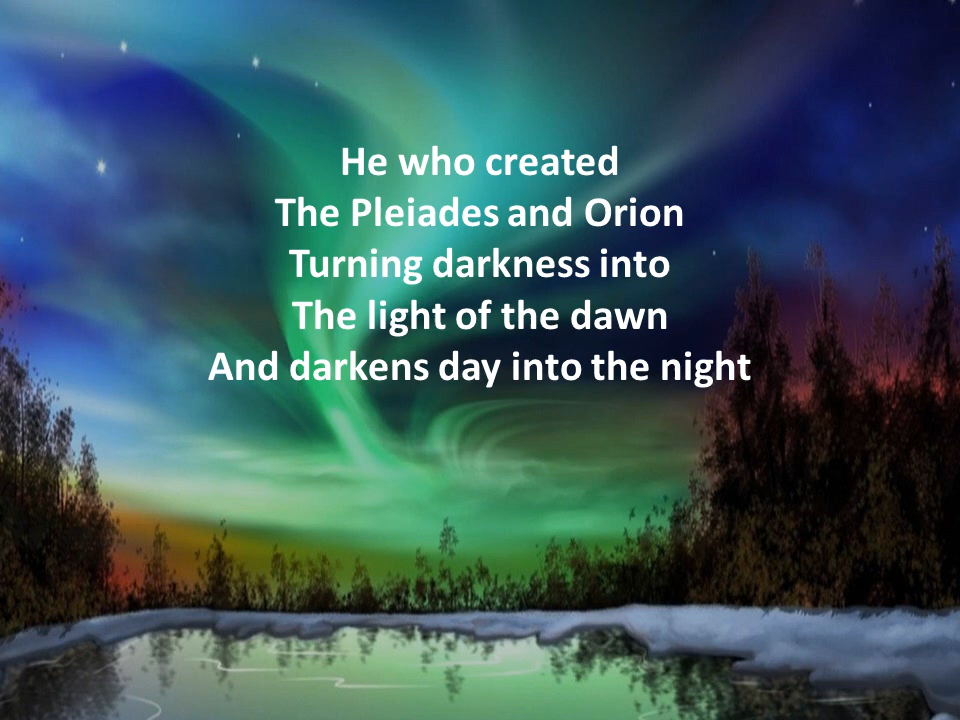 He who created
The Pleiades and Orion
Turning darkness into
The light of the dawn
And darkens day into the night